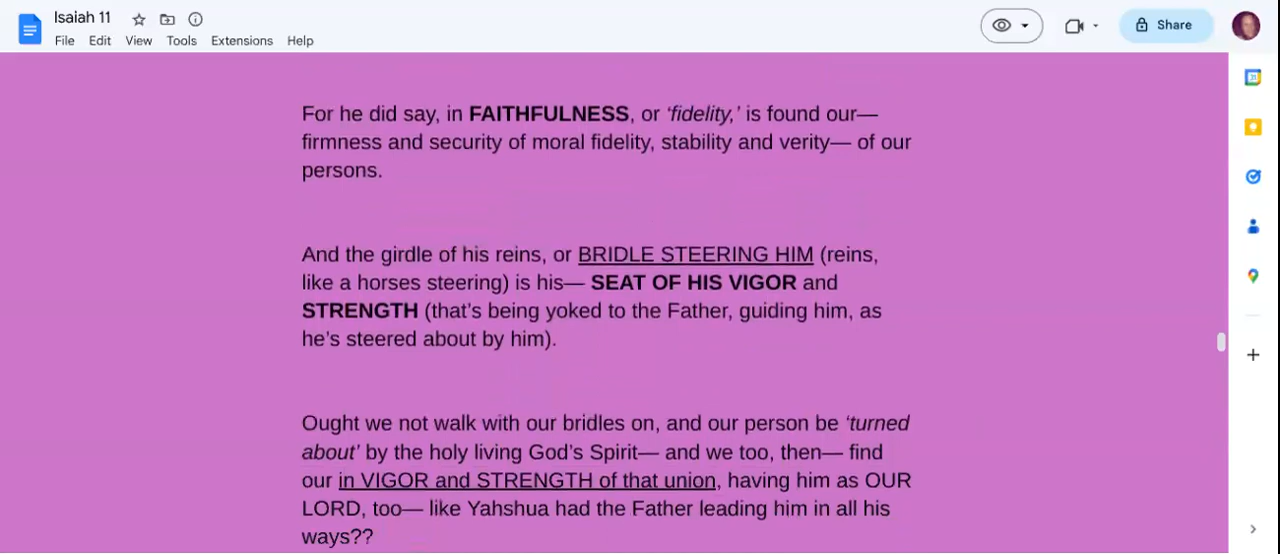 Isaiah 11
File Edit View Tools Extensions Help
Share
For he did say, in FAITHFULNESS, or ‘fidelity,’ is found our—
firmness and security of moral fidelity, stability and verity— of our
persons.
And the girdle of his reins, or BRIDLE STEERING HIM (reins,
like a horses steering) is his— SEAT OF HIS VIGOR and
STRENGTH (that’s being yoked to the Father, guiding him, as
he’s steered about by him).
Ought we not walk with our bridles on, and our person be ‘turned
about’ by the holy living God’s Spirit— and we too, then— find
our in VIGOR and STRENGTH of that union, having him as OUR
LORD, too— like Yahshua had the Father leading him in all his
ways??